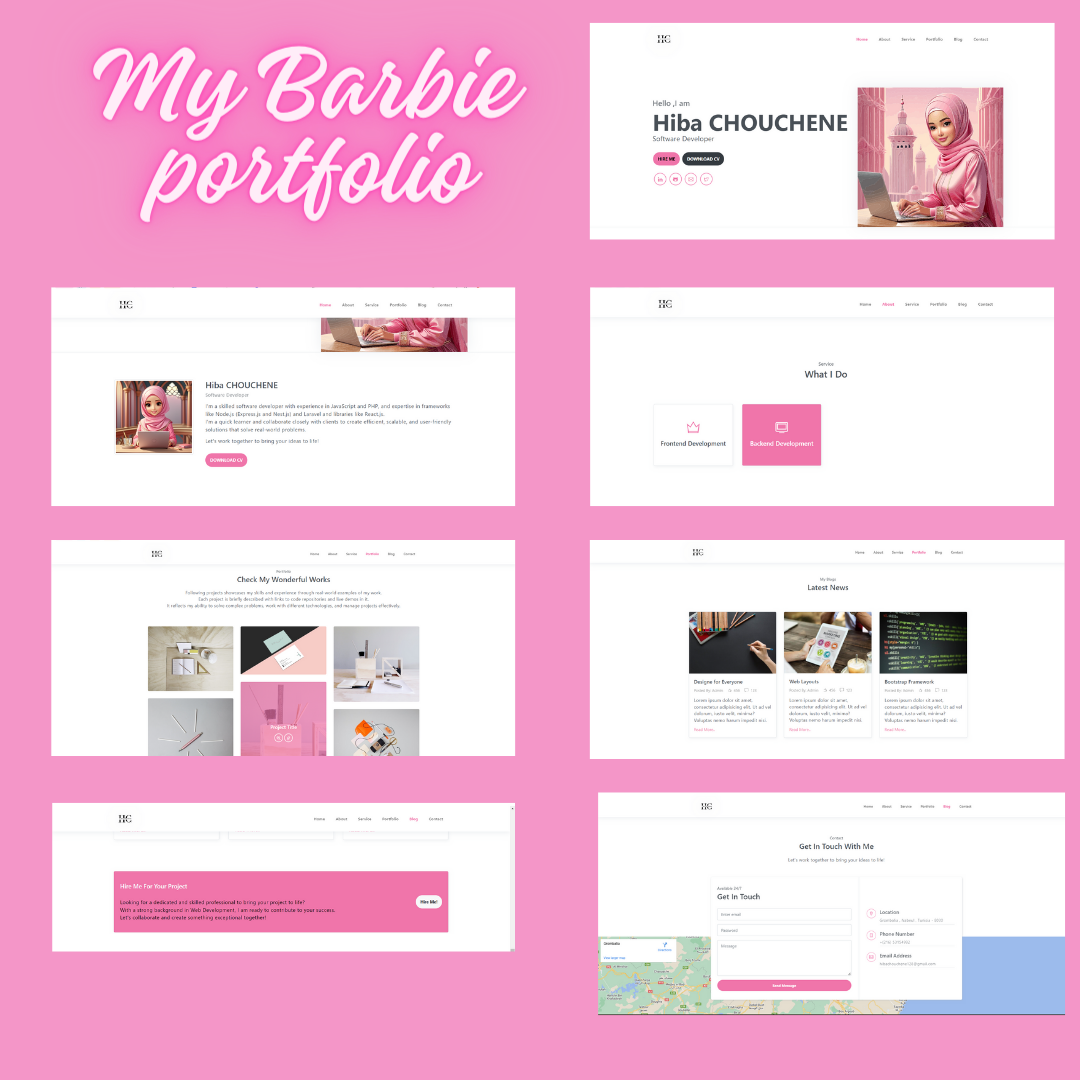 My Barbie
portfolio
HC
Home About Service Portfolio Blog Contact
Hello ,I am
Hiba CHOUCHENE
Software Developer
HIRE ME DOWNLOAD CV
HC
Home About Service Portfolio Blog Contact
Hiba CHOUCHENE
Software Developer
I'm a skilled software developer with experience in JavaScript and PHP, and expertise in frameworks
like Node.js (Express.js and Nest.js) and Laravel and libraries like React.js.
I'm a quick learner and collaborate closely with clients to create efficient, scalable, and user-friendly
solutions that solve real-world problems.
Let's work together to bring your ideas to life!
DOWNLOAD CV
HC
Home About Service Portfolio Blog Contact
Service
What I Do
Frontend Development
Backend Development
HC
Home About Service Portfolio Blog Contact
Portfolio
Check My Wonderful Works
Following projects showcases my skills and experience through real-world examples of my work.
Each project is briefly described with links to code repositories and live demos in it.
It reflects my ability to solve complex problems, work with different technologies, and manage projects effectively.
Project Title
HC
Home About Service Portfolio Blog Contact
My Blogs
Latest News
Designe for Everyone
Posted By: Admin
Lorem ipsum dolor sit amet,
consectetur adipisicing elit. Ut ad vel
dolorum, iusto velit, minima?
Voluptas nemo harum impedit nisi.
Read More..
Web Layouts
Posted By: Admin
Lorem ipsum dolor sit amet,
consectetur adipisicing elit. Ut ad vel
dolorum, iusto velit, minima?
Voluptas nemo harum impedit nisi.
Read More..
Bootstrap Framework
Posted By: Admin
Lorem ipsum dolor sit amet,
consectetur adipisicing elit. Ut ad vel
dolorum, iusto velit, minima?
Voluptas nemo harum impedit nisi.
Read More..
HC
Home About Service Portfolio Blog Contact
Hire Me For Your Project
Looking for a dedicated and skilled professional to bring your project to life?
With a strong background in Web Development, I am ready to contribute to your success.
Let's collaborate and create something exceptional together!
Hire Me!
HC
Home About Service Portfolio Blog Contact
Contact
Get In Touch With Me
Let's work together to bring your ideas to life!
Available 24/7
Get In Touch
Enter email
Password
Message
Send Message
Location
Phone Number
Email Address
View larger map